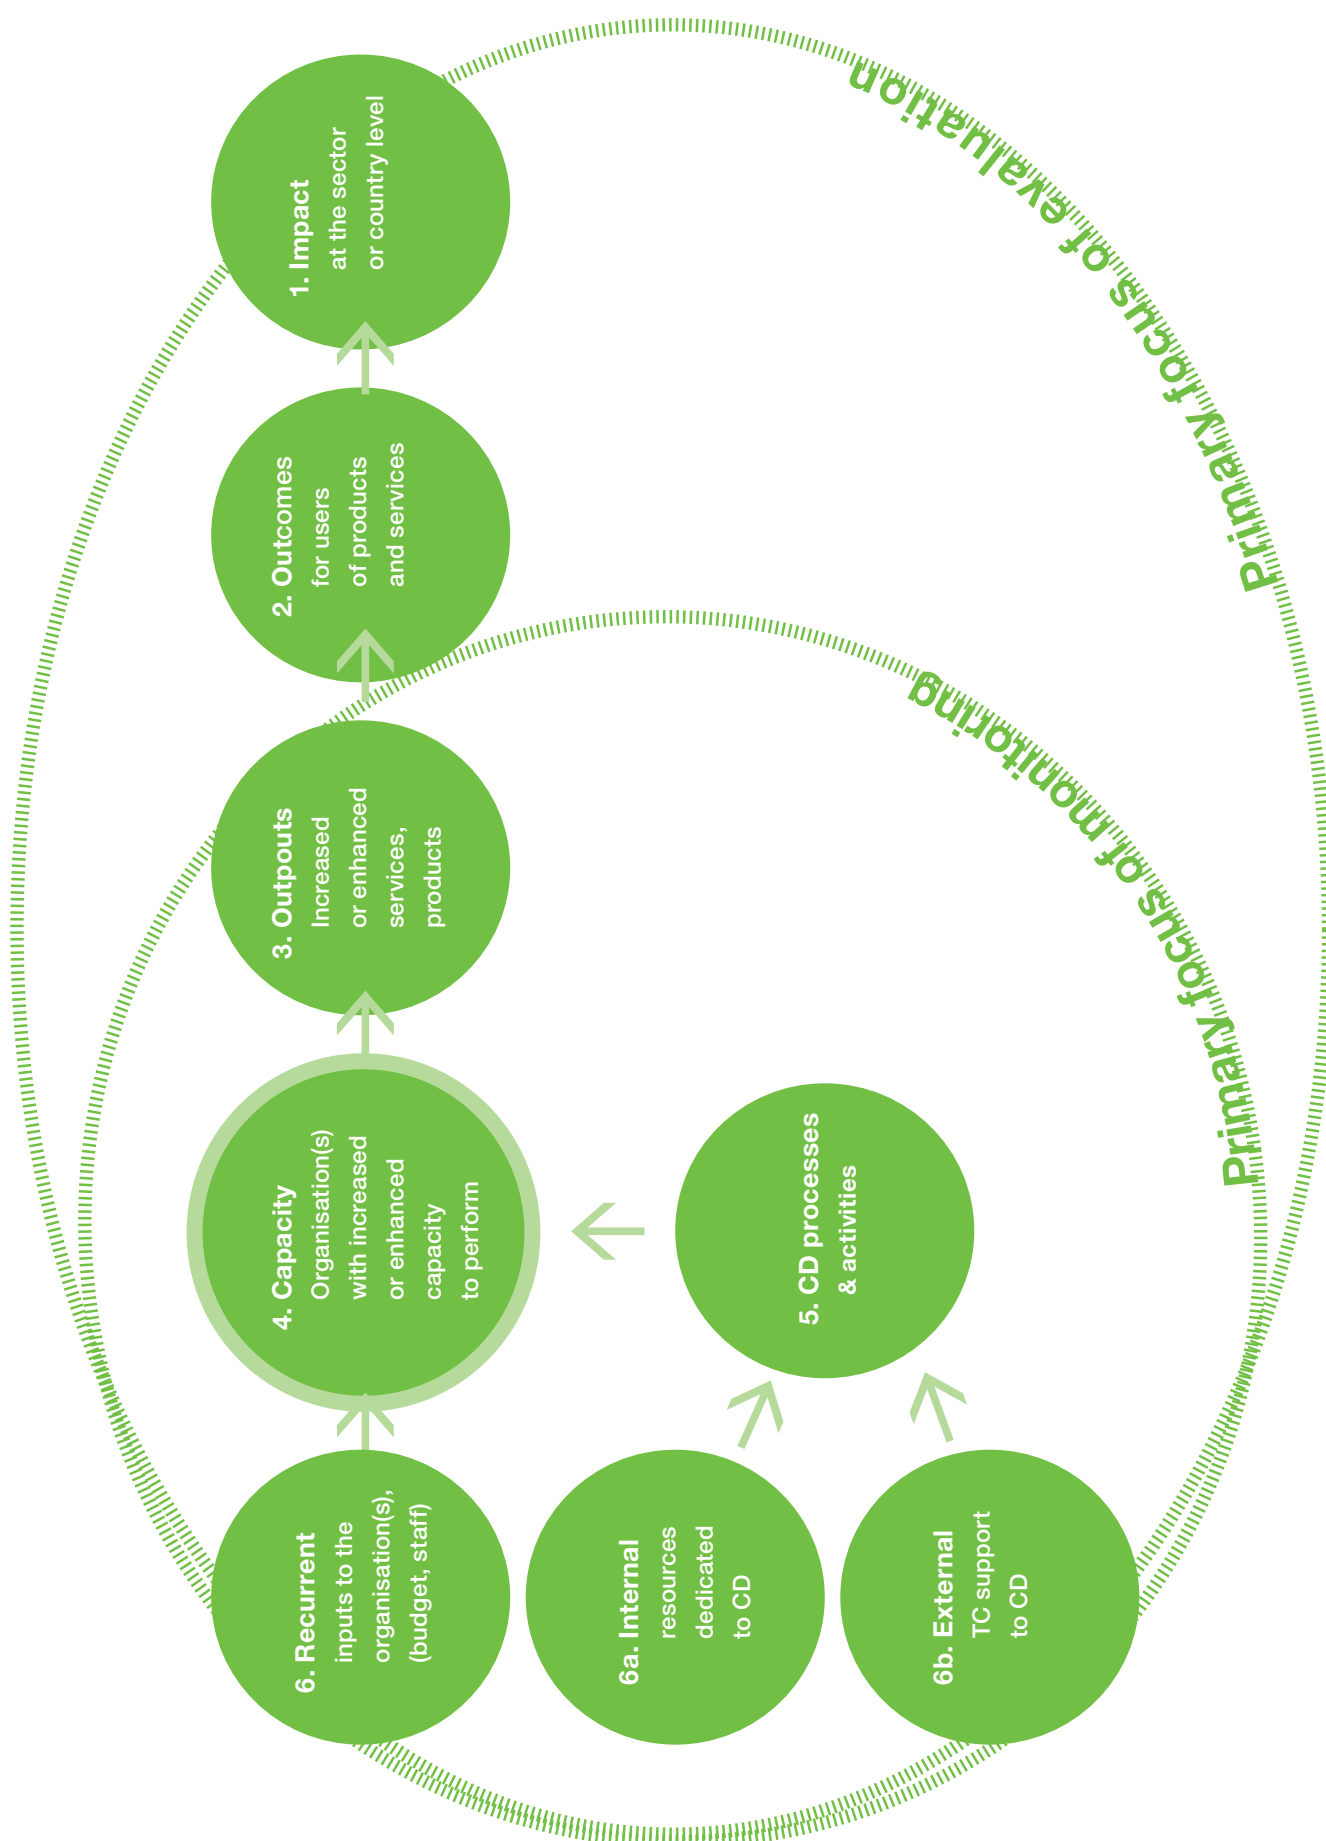 6. Recurrent
inputs to the
organisation(s),
(budget, staff)
4. Capacity
Organisation(s)
with increased
or enhanced
capacity
to perform
3. Outpouts
Increased
or enhanced
services,
products
2. Outcomes
for users
of products
and services
1. Impact
at the sector
or country level
6a. Internal
resources
dedicated
to CD
5. CD processes
& activities
6b. External
TC support
to CD
Primary focus of monitoring
Primary focus of evaluation